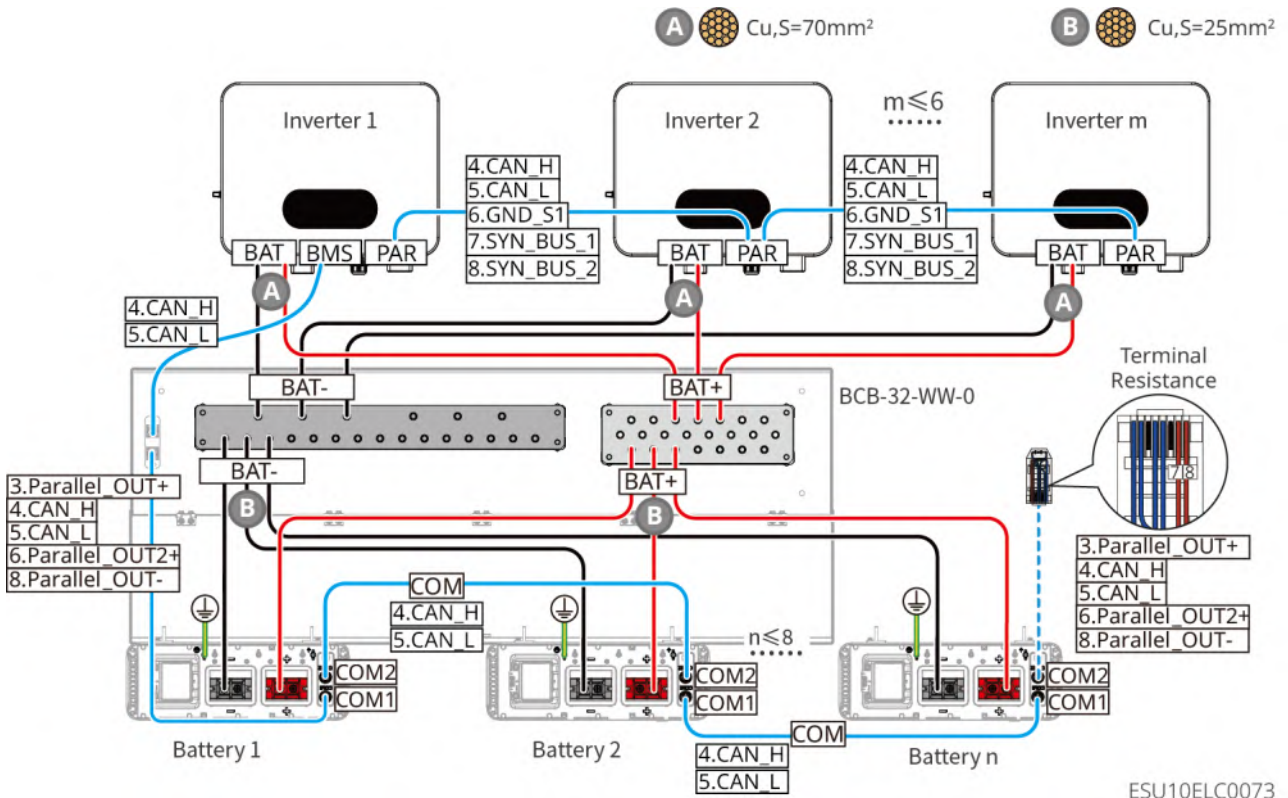 A Cu,S=70mm²
B Cu,S=25mm²
Inverter 1
Inverter 2
m≤6
......
Inverter m
4.CAN_H
5.CAN_L
6.GND_S1
7.SYN_BUS_1
8.SYN_BUS_2
4.CAN_H
5.CAN_L
6.GND_S1
7.SYN_BUS_1
8.SYN_BUS_2
BAT BMS PAR
BAT PAR
BAT PAR
A
A
A
4.CAN_H
5.CAN_L
BAT-
BAT+
BCB-32-WW-0
Terminal
Resistance
7 8
BAT-
BAT+
B
B
3.Parallel_OUT+
4.CAN_H
5.CAN_L
6.Parallel_OUT2+
8.Parallel_OUT-
3.Parallel_OUT+
4.CAN_H
5.CAN_L
6.Parallel_OUT2+
8.Parallel_OUT-
COM
4.CAN_H
5.CAN_L
n≤8
......
COM2
COM1
COM2
COM1
COM2
COM1
COM
4.CAN_H
5.CAN_L
Battery 1
Battery 2
Battery n
ESU10ELC0073